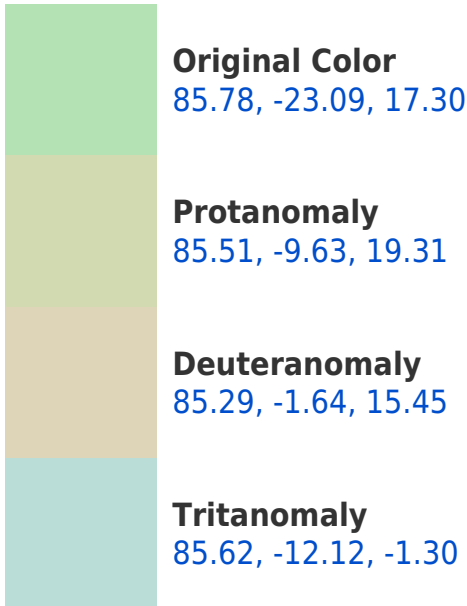 Original Color
85.78, -23.09, 17.30
Protanomaly
85.51, -9.63, 19.31
Deuteranomaly
85.29, -1.64, 15.45
Tritanomaly
85.62, -12.12, -1.30